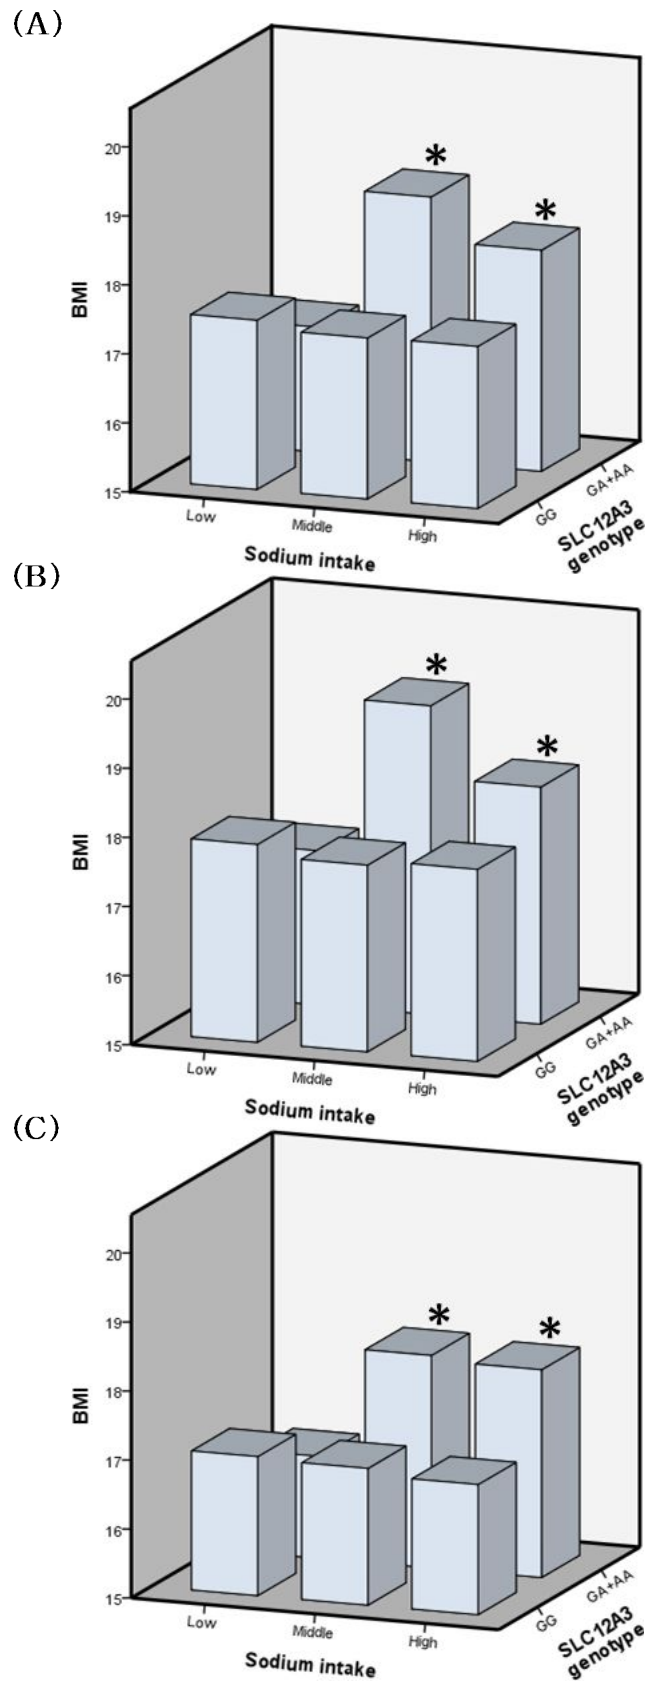 (A)
*
*
20
19
18
17
16
15
BMI
Low
Middle
High
Sodium intake
GG
GA+AA
SLC12A3
genotype
(B)
*
*
20
19
18
17
16
15
BMI
Low
Middle
High
Sodium intake
GG
GA+AA
SLC12A3
genotype
(C)
*
*
20
19
18
17
16
15
BMI
Low
Middle
High
Sodium intake
GG
GA+AA
SLC12A3
genotype